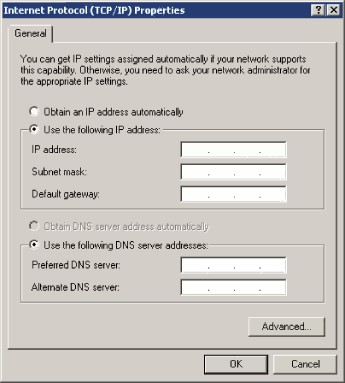 Internet Protocol (TCP/IP) Properties
General
You can get IP settings assigned automatically if your network supports
this capability. Otherwise, you need to ask your network administrator for
the appropriate IP settings.
Obtain an IP address automatically
Use the following IP address:
IP address:
Subnet mask:
Default gateway:
Obtain DNS server address automatically
Use the following DNS server addresses:
Preferred DNS server:
Alternate DNS server:
Advanced...
OK Cancel